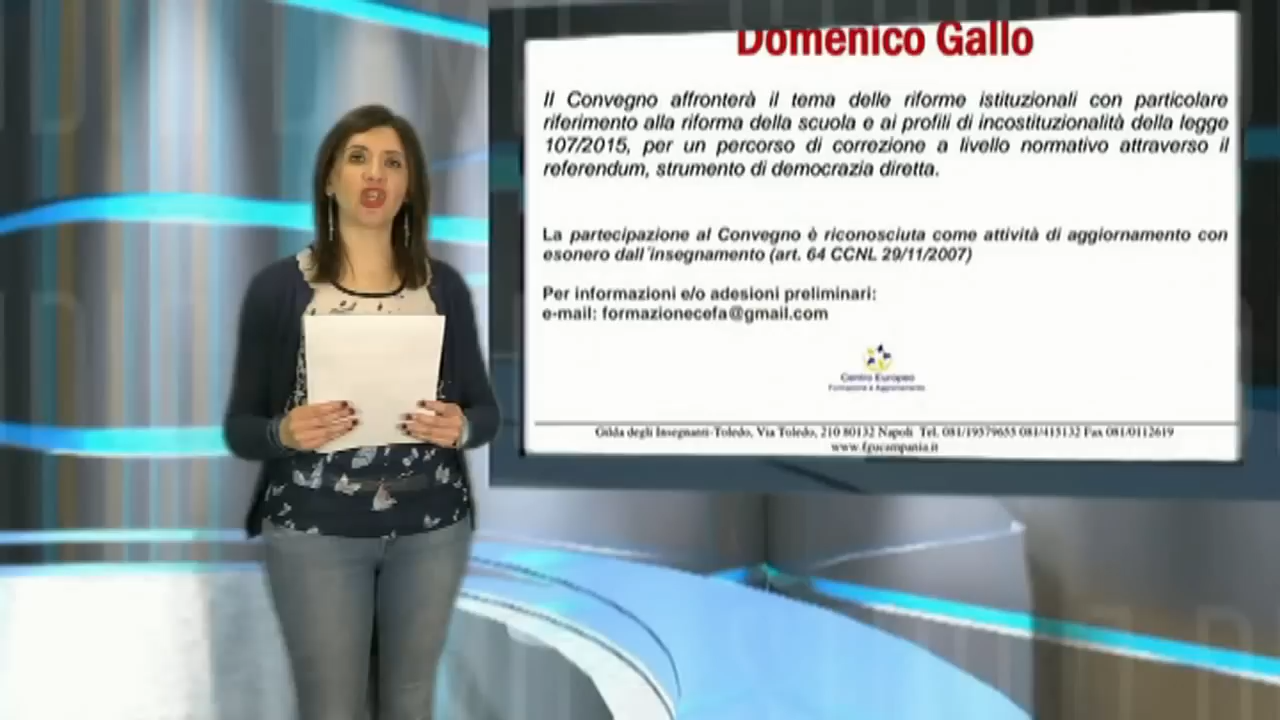 Domenico Gallo
Il Convegno affronterà il tema delle riforme istituzionali con particolare
riferimento alla riforma della scuola e ai profili di incostituzionalità della legge
107/2015, per un percorso di correzione a livello normativo attraverso il
referendum, strumento di democrazia diretta.
La partecipazione al Convegno è riconosciuta come attività di aggiornamento con
esonero dall´insegnamento (art. 64 CCNL 29/11/2007)
Per informazioni e/o adesioni preliminari:
e-mail: formazionecefa@gmail.com
Centro Europeo
Formazione e Aggiornamento
Gilda degli Insegnanti-Toledo, Via Toledo, 210 80132 Napoli Tel. 081/19579655 081/415132 Fax 081/0112619
www.fgucampania.it